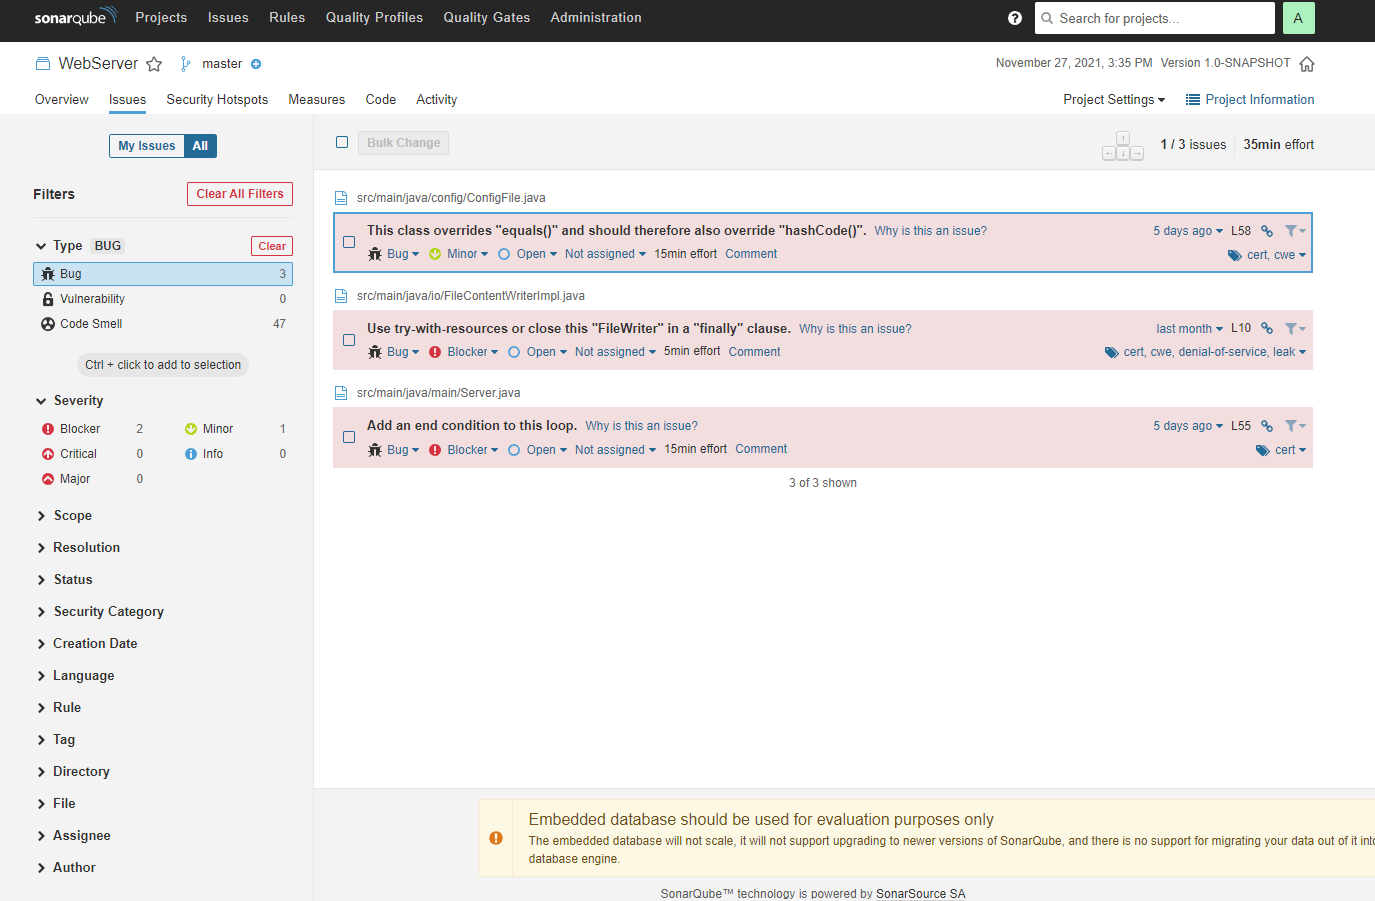 sonarqube Projects Issues Rules Quality Profiles Quality Gates Administration ? Search for projects... A
WebServer master November 27, 2021, 3:35 PM Version 1.0-SNAPSHOT
Overview Issues Security Hotspots Measures Code Activity Project Settings Project Information
My Issues All
Filters Clear All Filters
Type BUG Clear
Bug 3
Vulnerability 0
Code Smell 47
Ctrl + click to add to selection
Severity
Blocker 2 Minor 1
Critical 0 Info 0
Major 0
Scope
Resolution
Status
Security Category
Creation Date
Language
Rule
Tag
Directory
File
Assignee
Author
Bulk Change 1 / 3 issues 35min effort
src/main/java/config/ConfigFile.java
This class overrides "equals()" and should therefore also override "hashCode()". Why is this an issue? 5 days ago L58
Bug Minor Open Not assigned 15min effort Comment cert, cwe
src/main/java/io/FileContentWriterImpl.java
Use try-with-resources or close this "FileWriter" in a "finally" clause. Why is this an issue? last month L10
Bug Blocker Open Not assigned 5min effort Comment cert, cwe, denial-of-service, leak
src/main/java/main/Server.java
Add an end condition to this loop. Why is this an issue? 5 days ago L55
Bug Blocker Open Not assigned 15min effort Comment cert
3 of 3 shown
Embedded database should be used for evaluation purposes only
The embedded database will not scale, it will not support upgrading to newer versions of SonarQube, and there is no support for migrating your data out of it
database engine.
SonarQube™ technology is powered by SonarSource SA